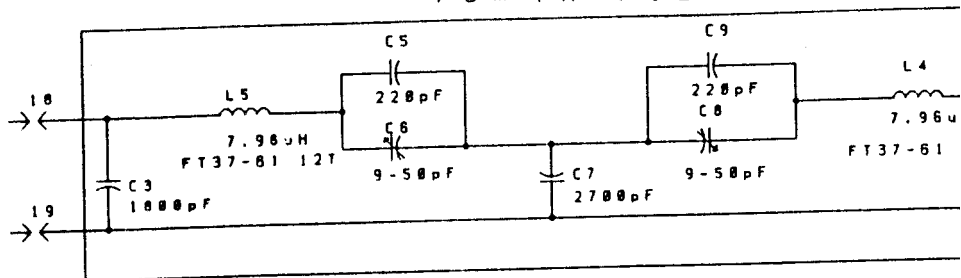 C5
C9
220pF
220pF
L4
18
L5
7.96u
7.96uH
C6
C8
FT37-61 12T
FT37-61
9-50pF
9-50pF
C3
C7
1800pF
2700pF
19